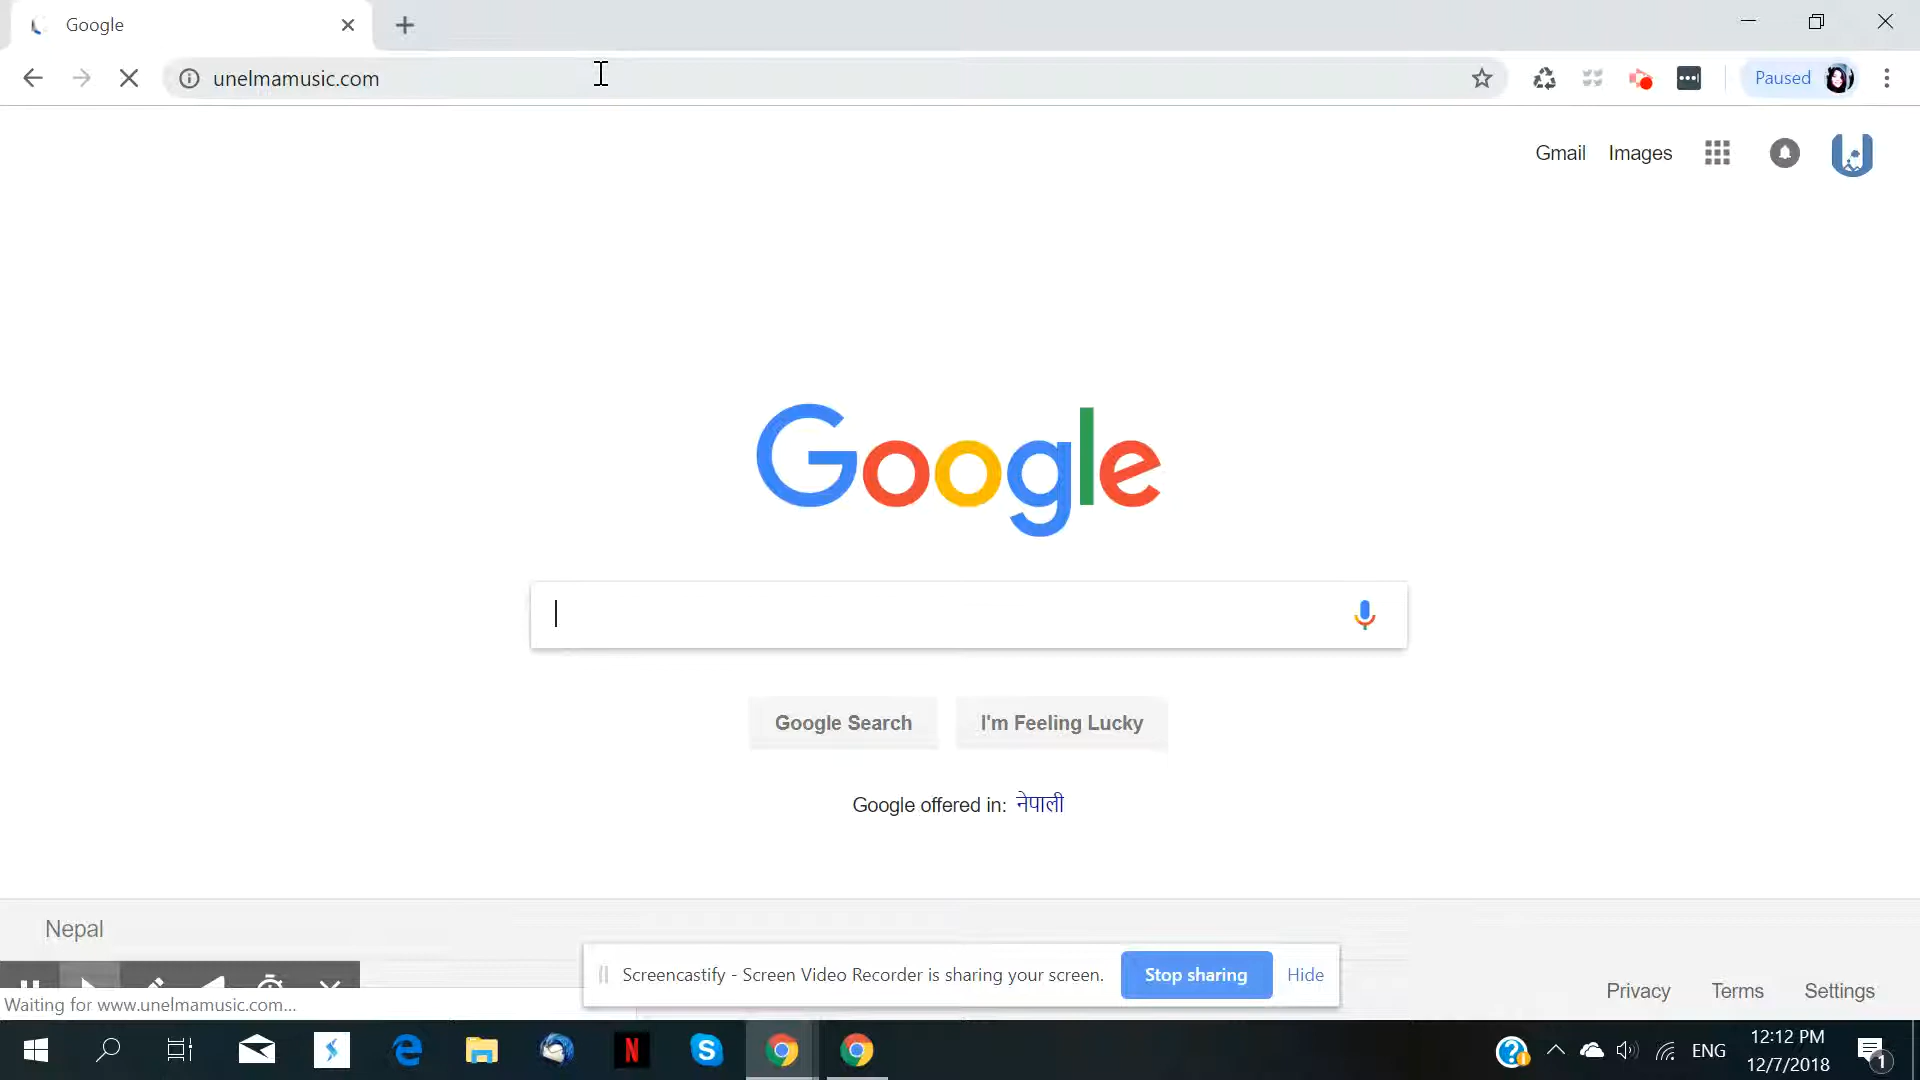 Google
unelmamusic.com
Paused
Gmail Images
Google
Google Search I'm Feeling Lucky
Google offered in: नेपाली
Nepal
Screencastify - Screen Video Recorder is sharing your screen. Stop sharing Hide
Privacy Terms Settings
Waiting for www.unelmamusic.com...
ENG
12:12 PM
12/7/2018
1